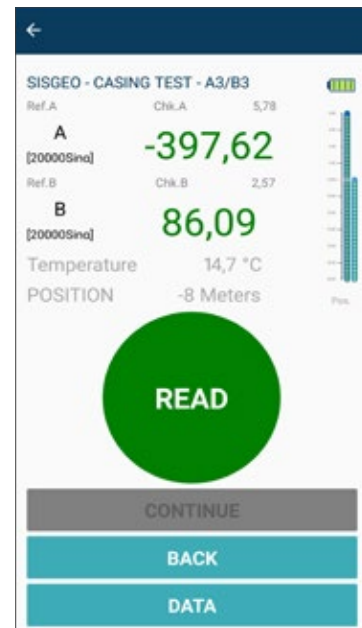 SISGEO - CASING TEST - A3/B3
Ref.A Chk.A 5,78
A -397,62
[20000Sinα]
Ref.B Chk.B 2,57
B 86,09
[20000Sinα]
Temperature 14,7 °C
POSITION -8 Meters
Pos.
READ
CONTINUE
BACK
DATA